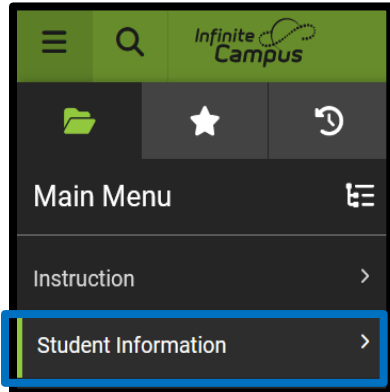 Infinite
Campus
Main Menu
Instruction
Student Information